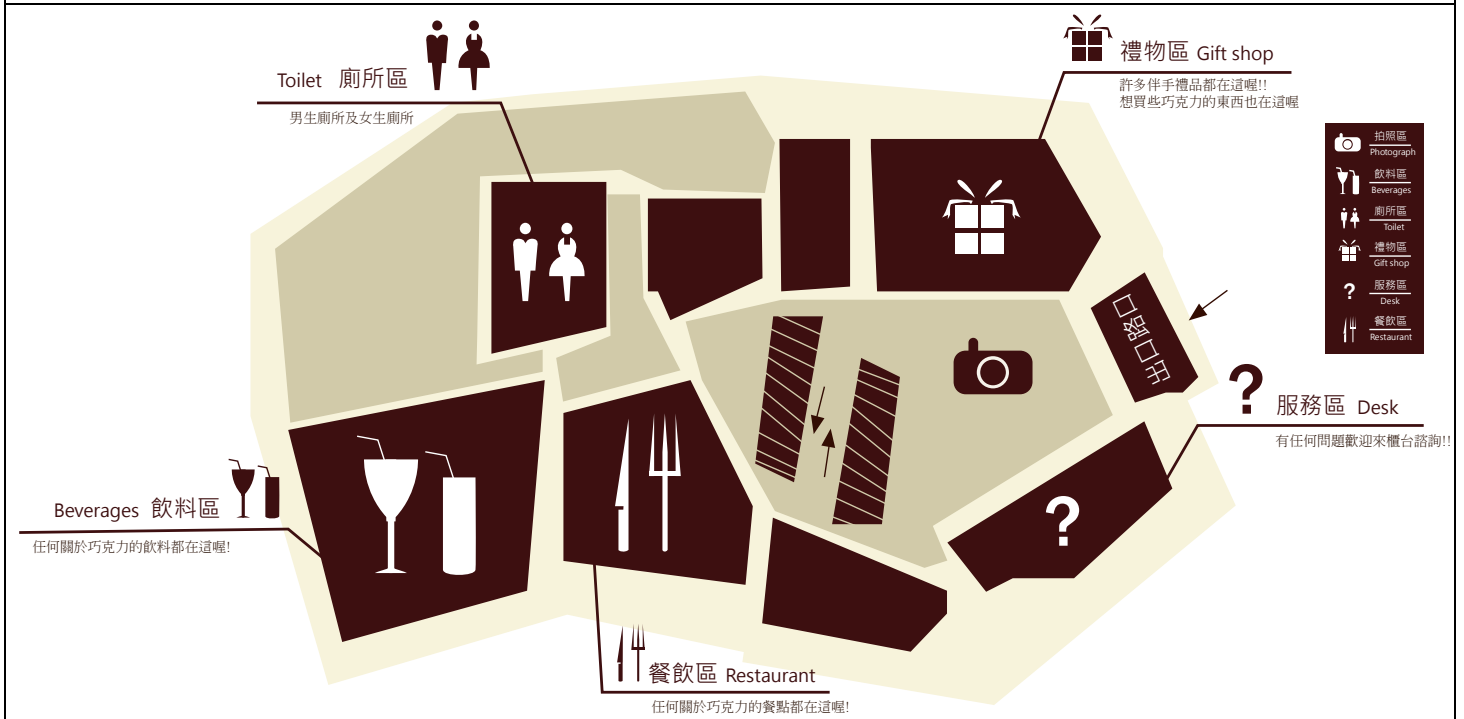 Toilet 廁所區
男生廁所及女生廁所
禮物區 Gift shop
許多伴手禮品都在這喔!!
想買些巧克力的東西也在這喔
拍照區
Photograph
飲料區
Beverages
廁所區
Toilet
禮物區
Gift shop
服務區
Desk
餐飲區
Restaurant
?
服務區 Desk
有任何問題歡迎來櫃台諮詢!!
?
Beverages 飲料區
任何關於巧克力的飲料都在這喔!
餐飲區 Restaurant
任何關於巧克力的餐點都在這喔!